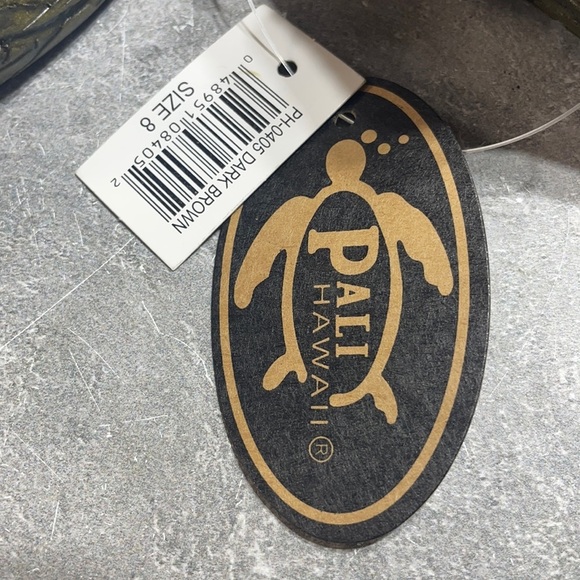 PH-0405 DARK BROWN
0 48951 08405 2
SIZE 8
PALI
HAWAII®